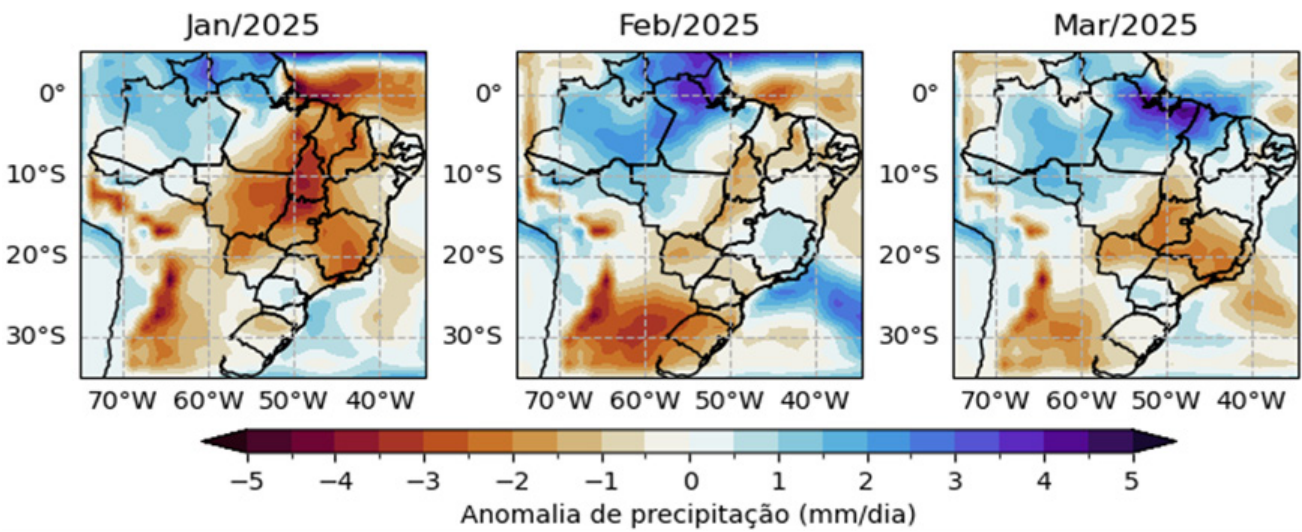 Jan/2025 Feb/2025 Mar/2025
0° 0° 0°
10°S 10°S 10°S
20°S 20°S 20°S
30°S 30°S 30°S
70°W 60°W 50°W 40°W 70°W 60°W 50°W 40°W 70°W 60°W 50°W 40°W
−5 −4 −3 −2 −1 0 1 2 3 4 5
Anomalia de precipitação (mm/dia)